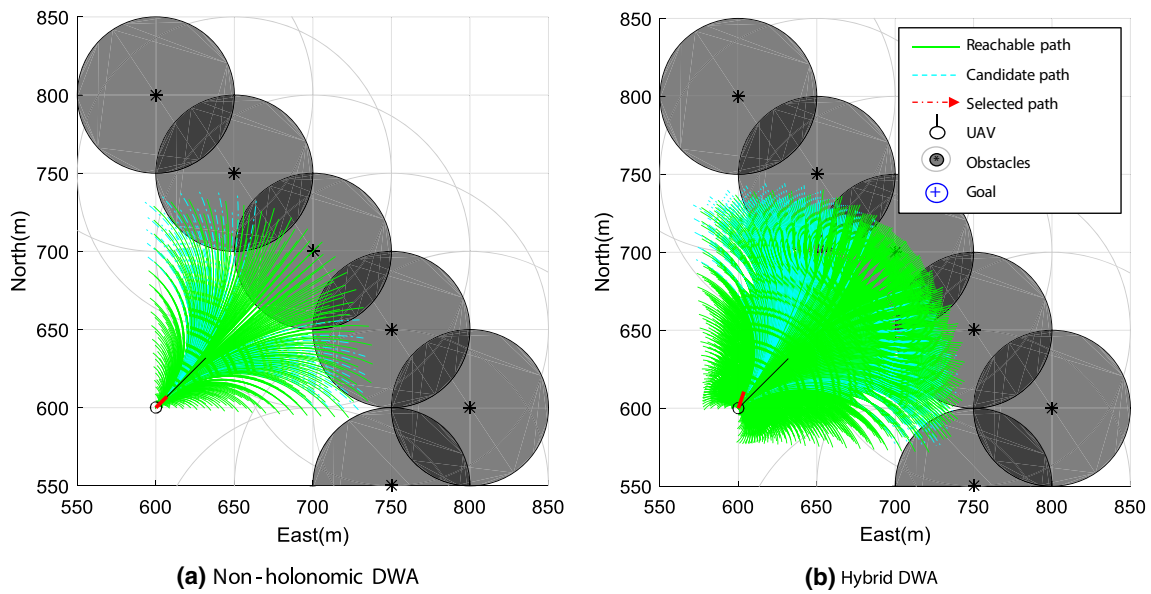 850
800
750
700
650
600
550
550 600 650 700 750 800 850
North(m)
East(m)
(a) Non-holonomic DWA
850
800
750
700
650
600
550
550 600 650 700 750 800 850
North(m)
East(m)
Reachable path
Candidate path
Selected path
UAV
Obstacles
Goal
(b) Hybrid DWA